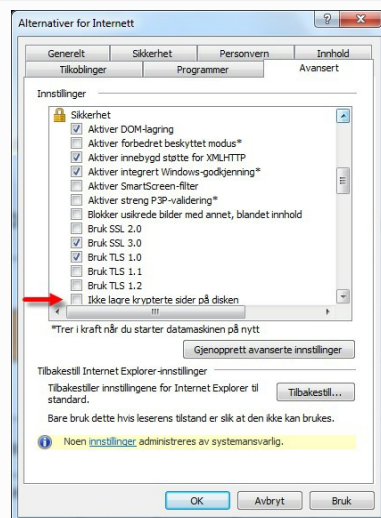 Alternativer for Internett
Generelt Sikkerhet Personvern Innhold
Tilkoblinger Programmer Avansert
Innstillinger
Sikkerhet
Aktiver DOM-lagring
Aktiver forbedret beskyttet modus*
Aktiver innebygd støtte for XMLHTTP
Aktiver integrert Windows-godkjenning*
Aktiver SmartScreen-filter
Aktiver streng P3P-validering*
Blokker usikrede bilder med annet, blandet innhold
Bruk SSL 2.0
Bruk SSL 3.0
Bruk TLS 1.0
Bruk TLS 1.1
Bruk TLS 1.2
Ikke lagre krypterte sider på disken
*Trer i kraft når du starter datamaskinen på nytt
Gjenopprett avanserte innstillinger
Tilbakestill Internet Explorer-innstillinger
Tilbakestiller innstillingene for Internet Explorer til
standard.
Tilbakestill...
Bare bruk dette hvis leserens tilstand er slik at den ikke kan brukes.
Noen innstillinger administreres av systemansvarlig.
OK Avbryt Bruk